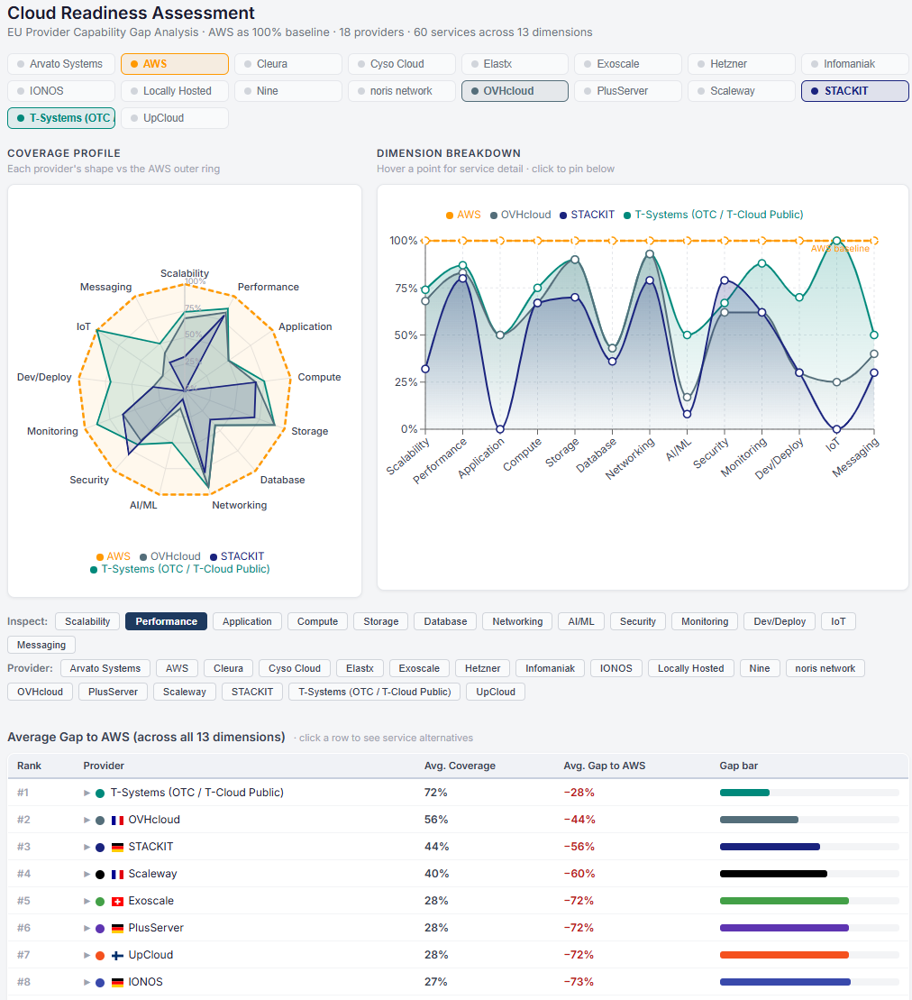 Cloud Readiness Assessment
EU Provider Capability Gap Analysis · AWS as 100% baseline · 18 providers · 60 services across 13 dimensions
Arvato Systems AWS Cleura Cyso Cloud Elastx Exoscale Hetzner Infomaniak
IONOS Locally Hosted Nine noris network OVHcloud PlusServer Scaleway STACKIT
T-Systems (OTC / UpCloud
COVERAGE PROFILE
Each provider's shape vs the AWS outer ring
Scalability
100%
Messaging Performance
75%
IoT Application
50%
25%
Dev/Deploy Compute
0%
Monitoring Storage
Security Database
AI/ML Networking
AWS OVHcloud STACKIT
T-Systems (OTC / T-Cloud Public)
DIMENSION BREAKDOWN
Hover a point for service detail · click to pin below
AWS OVHcloud STACKIT T-Systems (OTC / T-Cloud Public)
100%
AWS baseline
75%
50%
25%
0%
Scalability Performance Application Compute Storage Database Networking AI/ML Security Monitoring Dev/Deploy IoT Messaging
Inspect: Scalability Performance Application Compute Storage Database Networking AI/ML Security Monitoring Dev/Deploy IoT
Messaging
Provider: Arvato Systems AWS Cleura Cyso Cloud Elastx Exoscale Hetzner Infomaniak IONOS Locally Hosted Nine noris network
OVHcloud PlusServer Scaleway STACKIT T-Systems (OTC / T-Cloud Public) UpCloud
Average Gap to AWS (across all 13 dimensions) · click a row to see service alternatives
Rank Provider Avg. Coverage Avg. Gap to AWS Gap bar
#1 T-Systems (OTC / T-Cloud Public) 72% −28%
#2 OVHcloud 56% −44%
#3 STACKIT 44% −56%
#4 Scaleway 40% −60%
#5 Exoscale 28% −72%
#6 PlusServer 28% −72%
#7 UpCloud 28% −72%
#8 IONOS 27% −73%